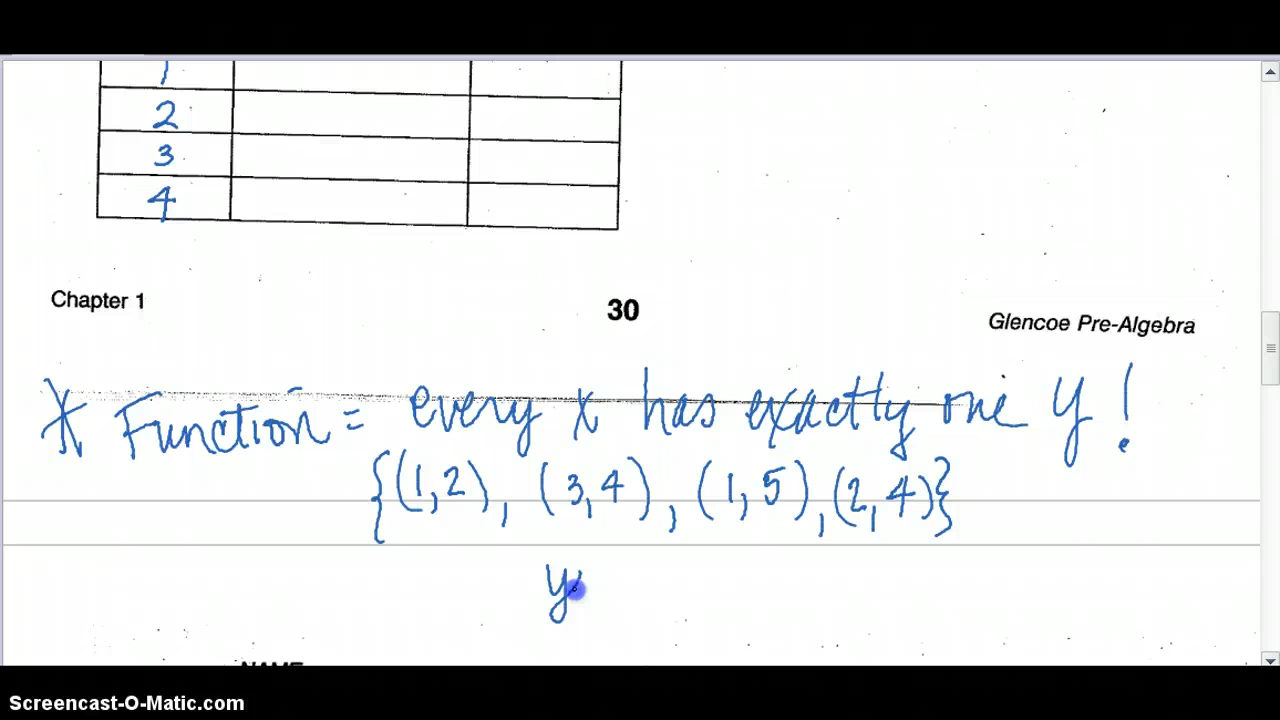 1
2
3
4
Chapter 1 30 Glencoe Pre-Algebra
* Function = every x has exactly one y!
{(1,2), (3,4), (1,5), (2,4)}
y
NAME
Screencast-O-Matic.com